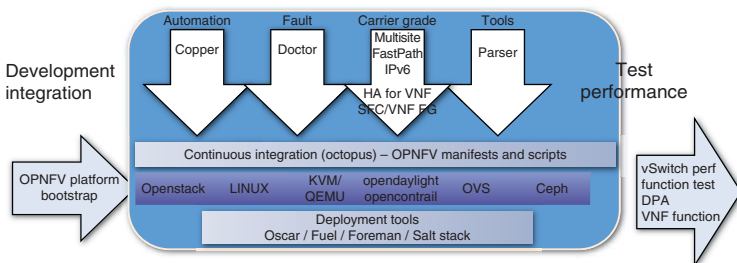 Automation Fault Carrier grade Tools
Copper
Doctor
Multisite
FastPath
IPv6
HA for VNF
SFC/VNF FG
Parser
Development
integration
Test
performance
Continuous integration (octopus) – OPNFV manifests and scripts
OPNFV platform
bootstrap
Openstack
LINUX
KVM/
QEMU
opendaylight
opencontrail
OVS
Ceph
Deployment tools
Oscar / Fuel / Foreman / Salt stack
vSwitch perf
function test
DPA
VNF function